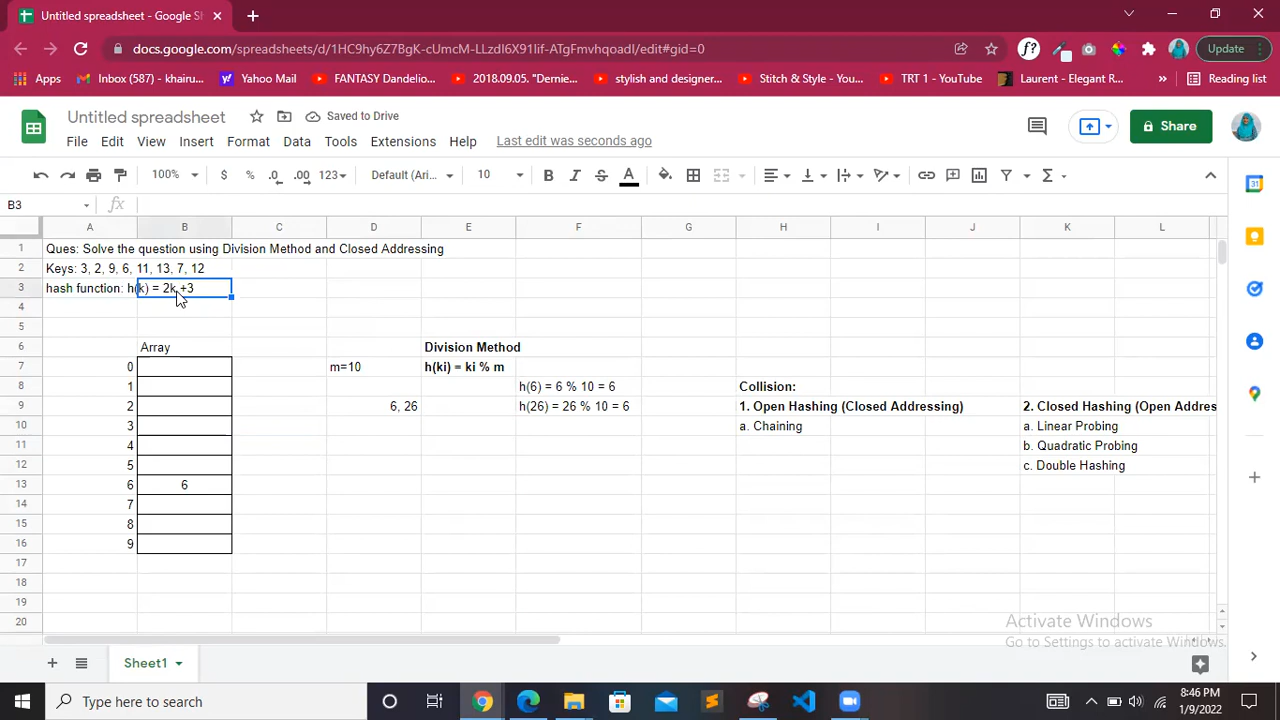 Untitled spreadsheet - Google Sh
docs.google.com/spreadsheets/d/1HC9hy6Z7BgK-cUmcM-LLzdl6X91lif-ATgFmvhqoadI/edit#gid=0
Update
Apps
Inbox (587) - khairu...
Yahoo Mail
FANTASY Dandelio...
2018.09.05. "Dernie...
stylish and designer...
Stitch & Style - You...
TRT 1 - YouTube
Laurent - Elegant R...
»
Reading list
Untitled spreadsheet
Saved to Drive
Share
File Edit View Insert Format Data Tools Extensions Help Last edit was seconds ago
100% $ % .0 .00 123 Default (Ari... 10 B I S A Σ
B3 fx
A B C D E F G H I J K L
1 Ques: Solve the question using Division Method and Closed Addressing
2 Keys: 3, 2, 9, 6, 11, 13, 7, 12
3 hash function: h(k) = 2k +3
4
5
6 Array Division Method
7 0 m=10 h(ki) = ki % m
8 1 h(6) = 6 % 10 = 6 Collision:
9 2 6, 26 h(26) = 26 % 10 = 6 1. Open Hashing (Closed Addressing) 2. Closed Hashing (Open Addres
10 3 a. Chaining a. Linear Probing
11 4 b. Quadratic Probing
12 5 c. Double Hashing
13 6 6
14 7
15 8
16 9
17
18
19
20
Activate Windows
Go to Settings to activate Windows.
Sheet1
Type here to search
8:46 PM
1/9/2022